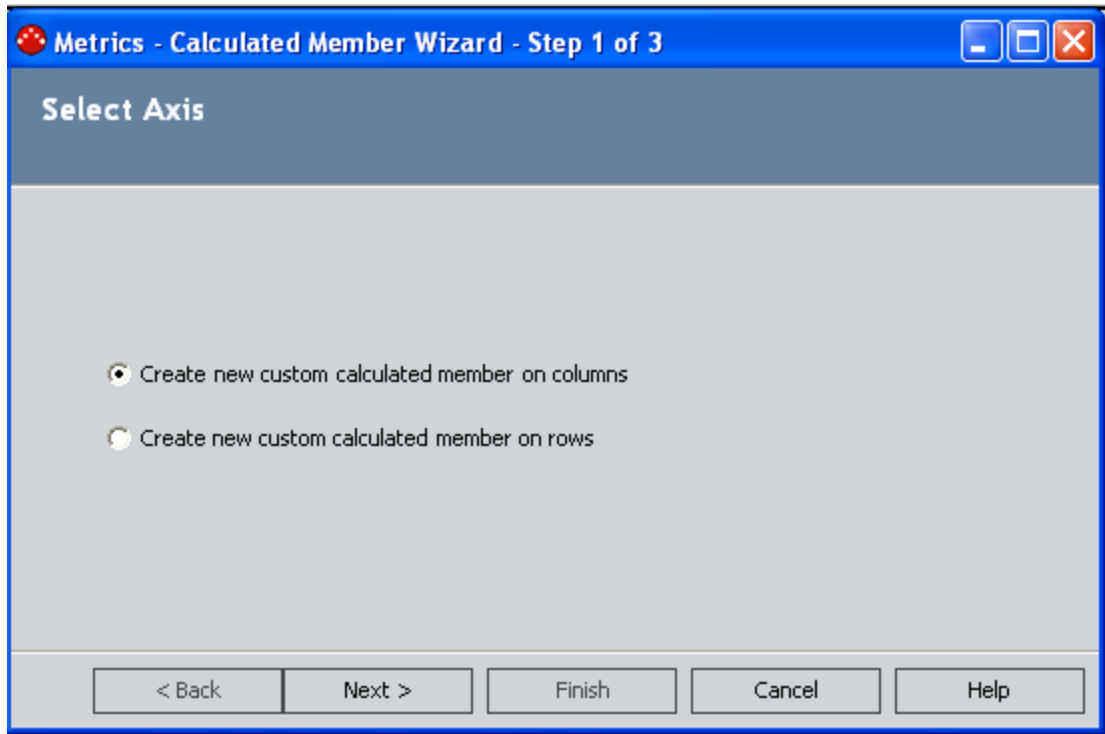 Metrics - Calculated Member Wizard - Step 1 of 3
Select Axis
Create new custom calculated member on columns
Create new custom calculated member on rows
< Back Next > Finish Cancel Help